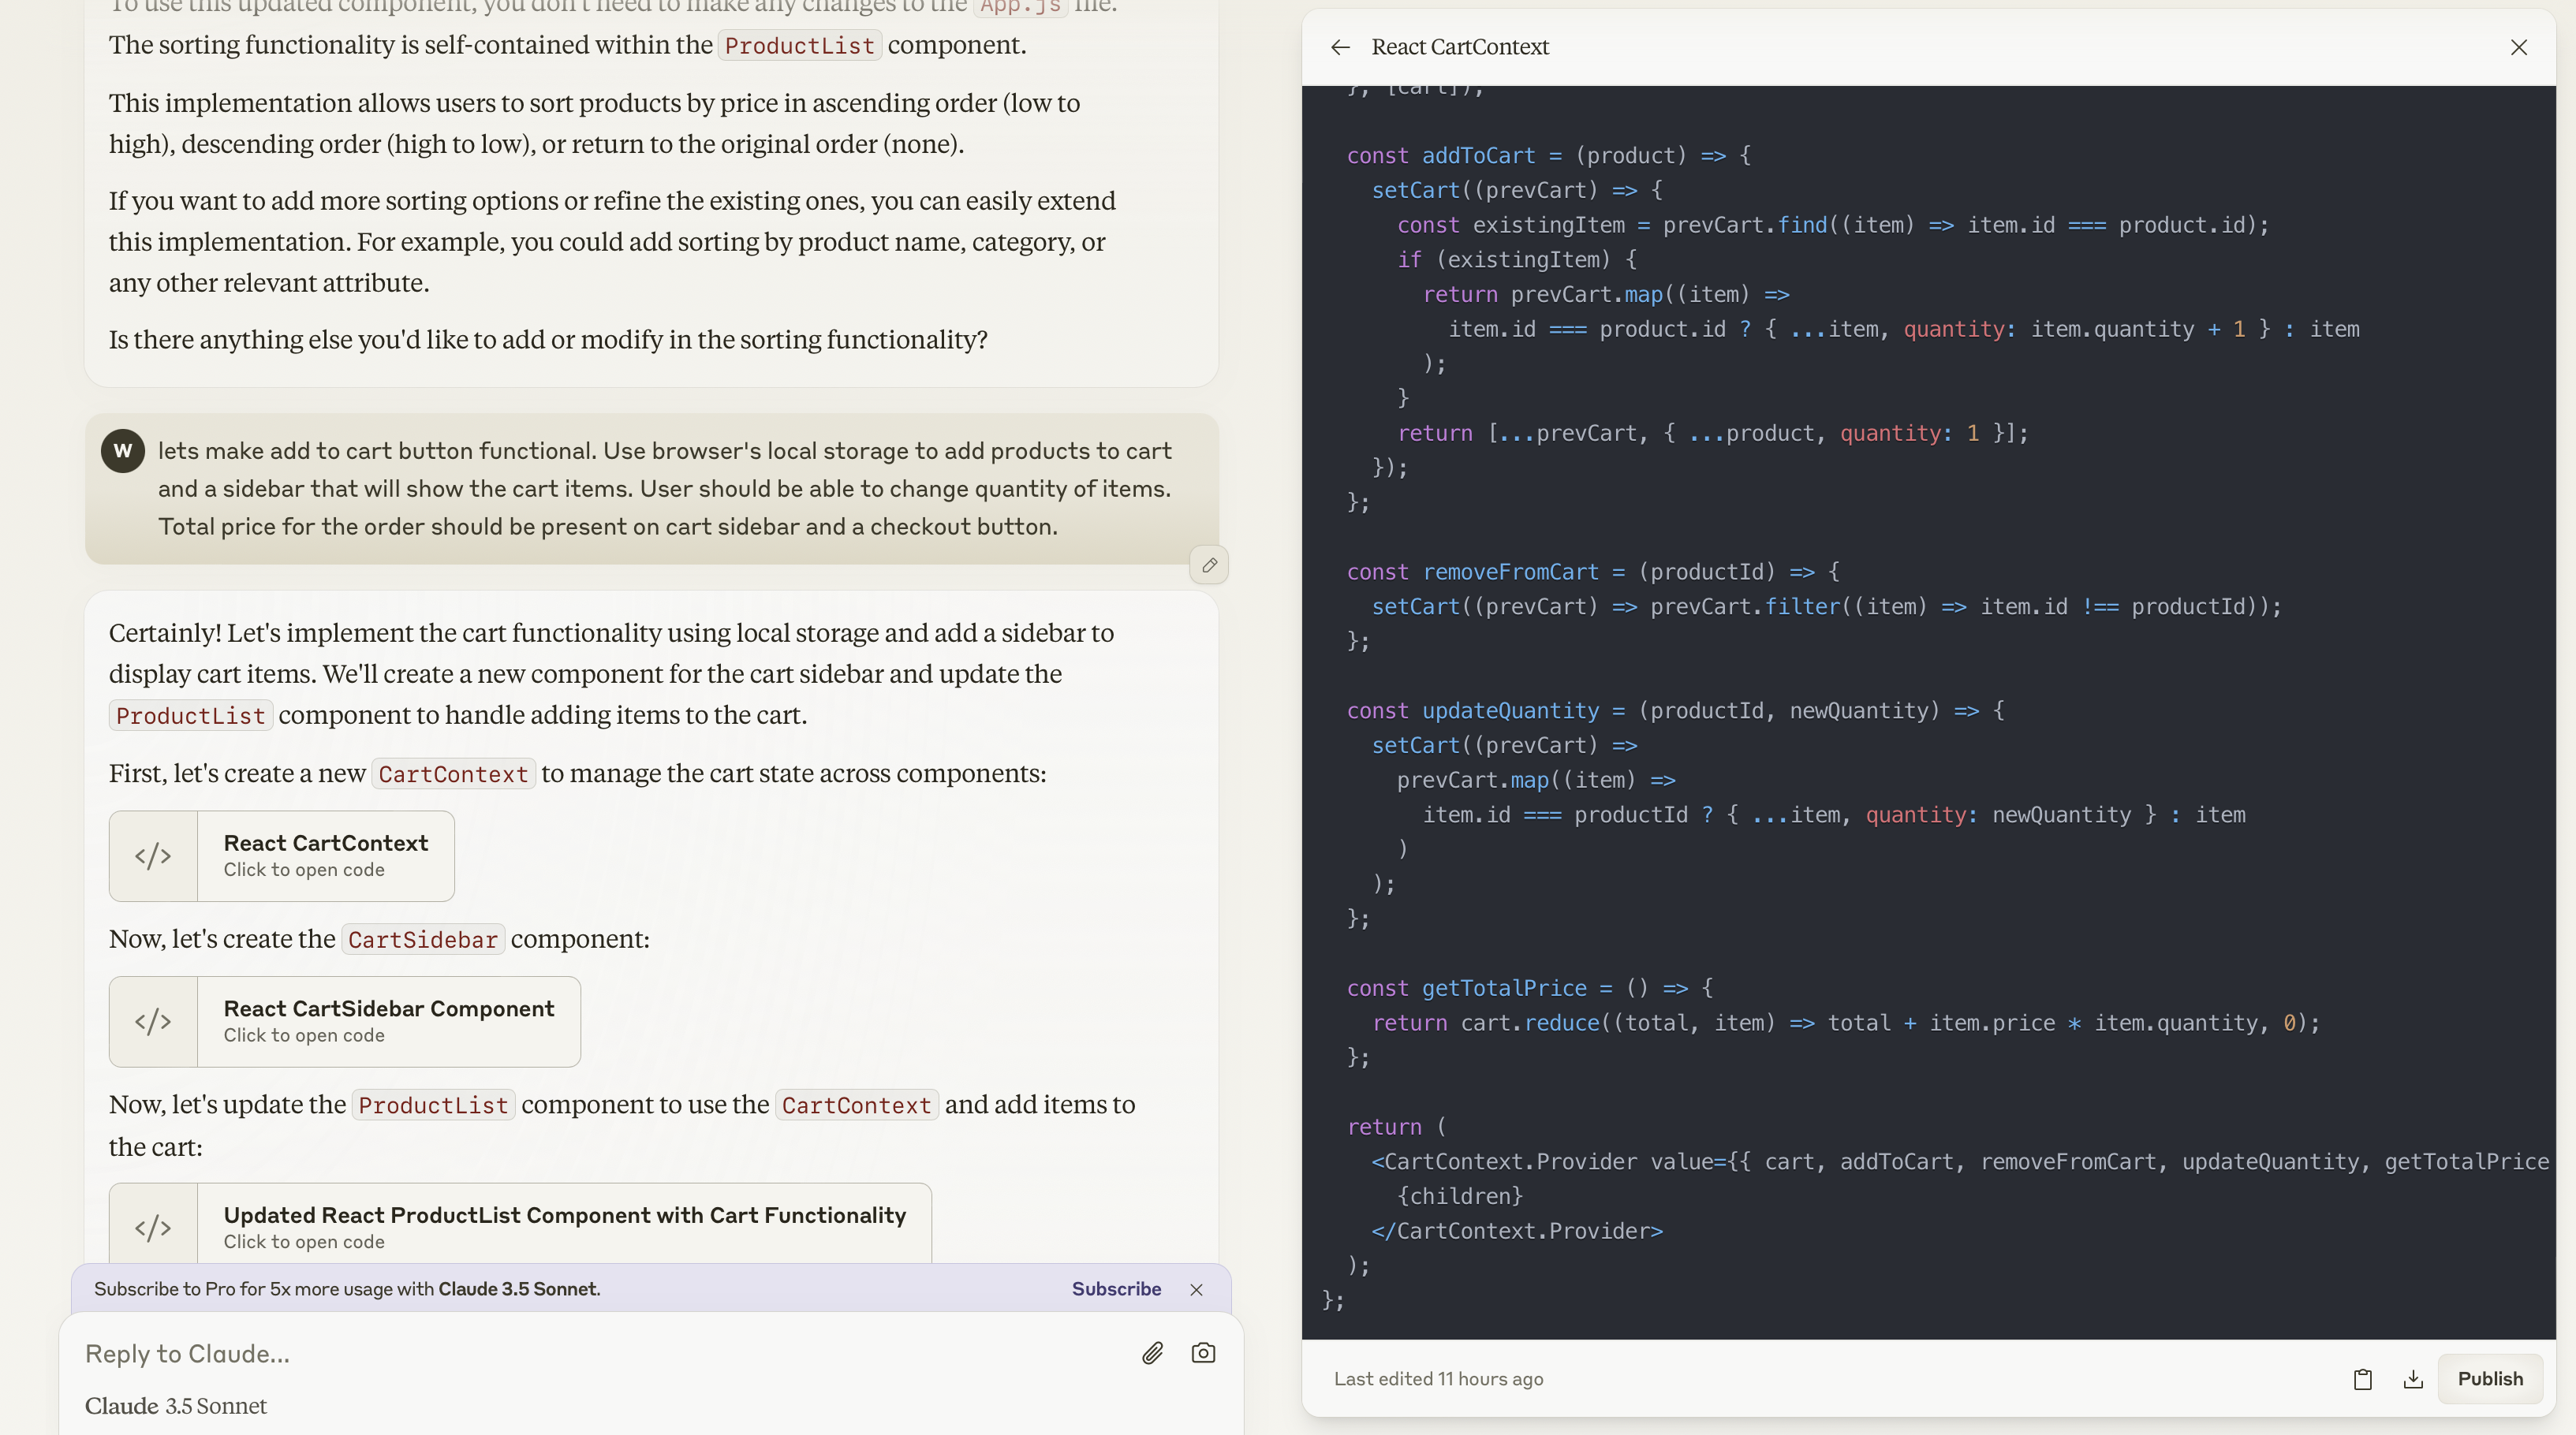 To use this updated component, you don't need to make any changes to the App.js file.
The sorting functionality is self-contained within the ProductList component.
This implementation allows users to sort products by price in ascending order (low to
high), descending order (high to low), or return to the original order (none).
If you want to add more sorting options or refine the existing ones, you can easily extend
this implementation. For example, you could add sorting by product name, category, or
any other relevant attribute.
Is there anything else you'd like to add or modify in the sorting functionality?
W
lets make add to cart button functional. Use browser's local storage to add products to cart
and a sidebar that will show the cart items. User should be able to change quantity of items.
Total price for the order should be present on cart sidebar and a checkout button.
Certainly! Let's implement the cart functionality using local storage and add a sidebar to
display cart items. We'll create a new component for the cart sidebar and update the
ProductList component to handle adding items to the cart.
First, let's create a new CartContext to manage the cart state across components:
</>
React CartContext
Click to open code
Now, let's create the CartSidebar component:
</>
React CartSidebar Component
Click to open code
Now, let's update the ProductList component to use the CartContext and add items to
the cart:
</>
Updated React ProductList Component with Cart Functionality
Click to open code
Subscribe to Pro for 5x more usage with Claude 3.5 Sonnet.
Subscribe
Reply to Claude...
Claude 3.5 Sonnet
React CartContext
}, [cart]);
const addToCart = (product) => {
setCart((prevCart) => {
const existingItem = prevCart.find((item) => item.id === product.id);
if (existingItem) {
return prevCart.map((item) =>
item.id === product.id ? { ...item, quantity: item.quantity + 1 } : item
);
}
return [...prevCart, { ...product, quantity: 1 }];
});
};
const removeFromCart = (productId) => {
setCart((prevCart) => prevCart.filter((item) => item.id !== productId));
};
const updateQuantity = (productId, newQuantity) => {
setCart((prevCart) =>
prevCart.map((item) =>
item.id === productId ? { ...item, quantity: newQuantity } : item
)
);
};
const getTotalPrice = () => {
return cart.reduce((total, item) => total + item.price * item.quantity, 0);
};
return (
<CartContext.Provider value={{ cart, addToCart, removeFromCart, updateQuantity, getTotalPrice
{children}
</CartContext.Provider>
);
};
Last edited 11 hours ago
Publish